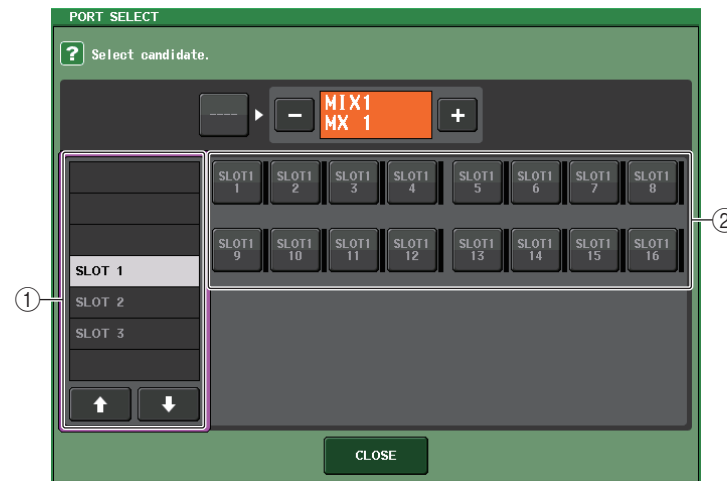 PORT SELECT
? Select candidate.
---- − MIX1 +
MX 1
SLOT1 1 SLOT1 2 SLOT1 3 SLOT1 4 SLOT1 5 SLOT1 6 SLOT1 7 SLOT1 8
②
SLOT1 9 SLOT1 10 SLOT1 11 SLOT1 12 SLOT1 13 SLOT1 14 SLOT1 15 SLOT1 16
SLOT 1
①
SLOT 2
SLOT 3
CLOSE